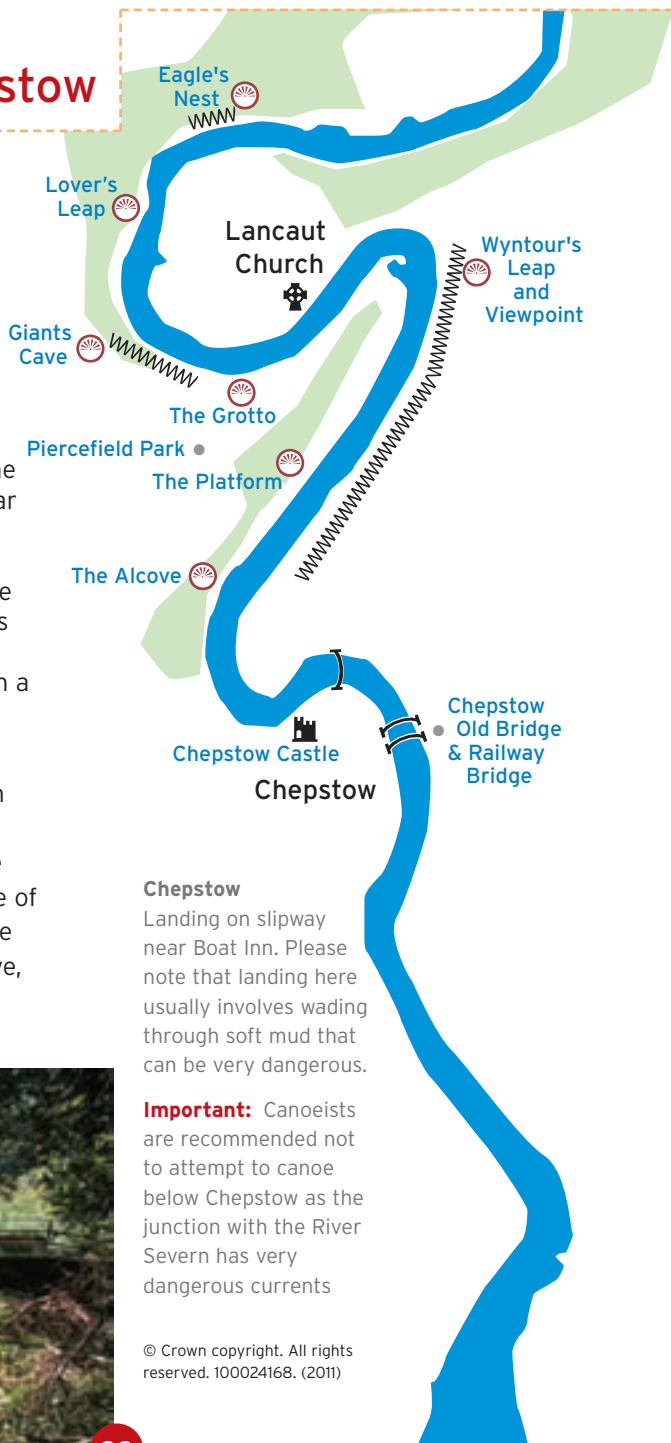 stow
Eagle's
Nest
Lover's
Leap
Lancaut
Church
Wyntour's
Leap
and
Viewpoint
Giants
Cave
The Grotto
Piercefield Park
The Platform
The Alcove
Chepstow
Old Bridge
& Railway
Bridge
Chepstow Castle
Chepstow
ar
s
n a
e of
ve,
Chepstow
Landing on slipway
near Boat Inn. Please
note that landing here
usually involves wading
through soft mud that
can be very dangerous.
Important: Canoeists
are recommended not
to attempt to canoe
below Chepstow as the
junction with the River
Severn has very
dangerous currents
© Crown copyright. All rights
reserved. 100024168. (2011)